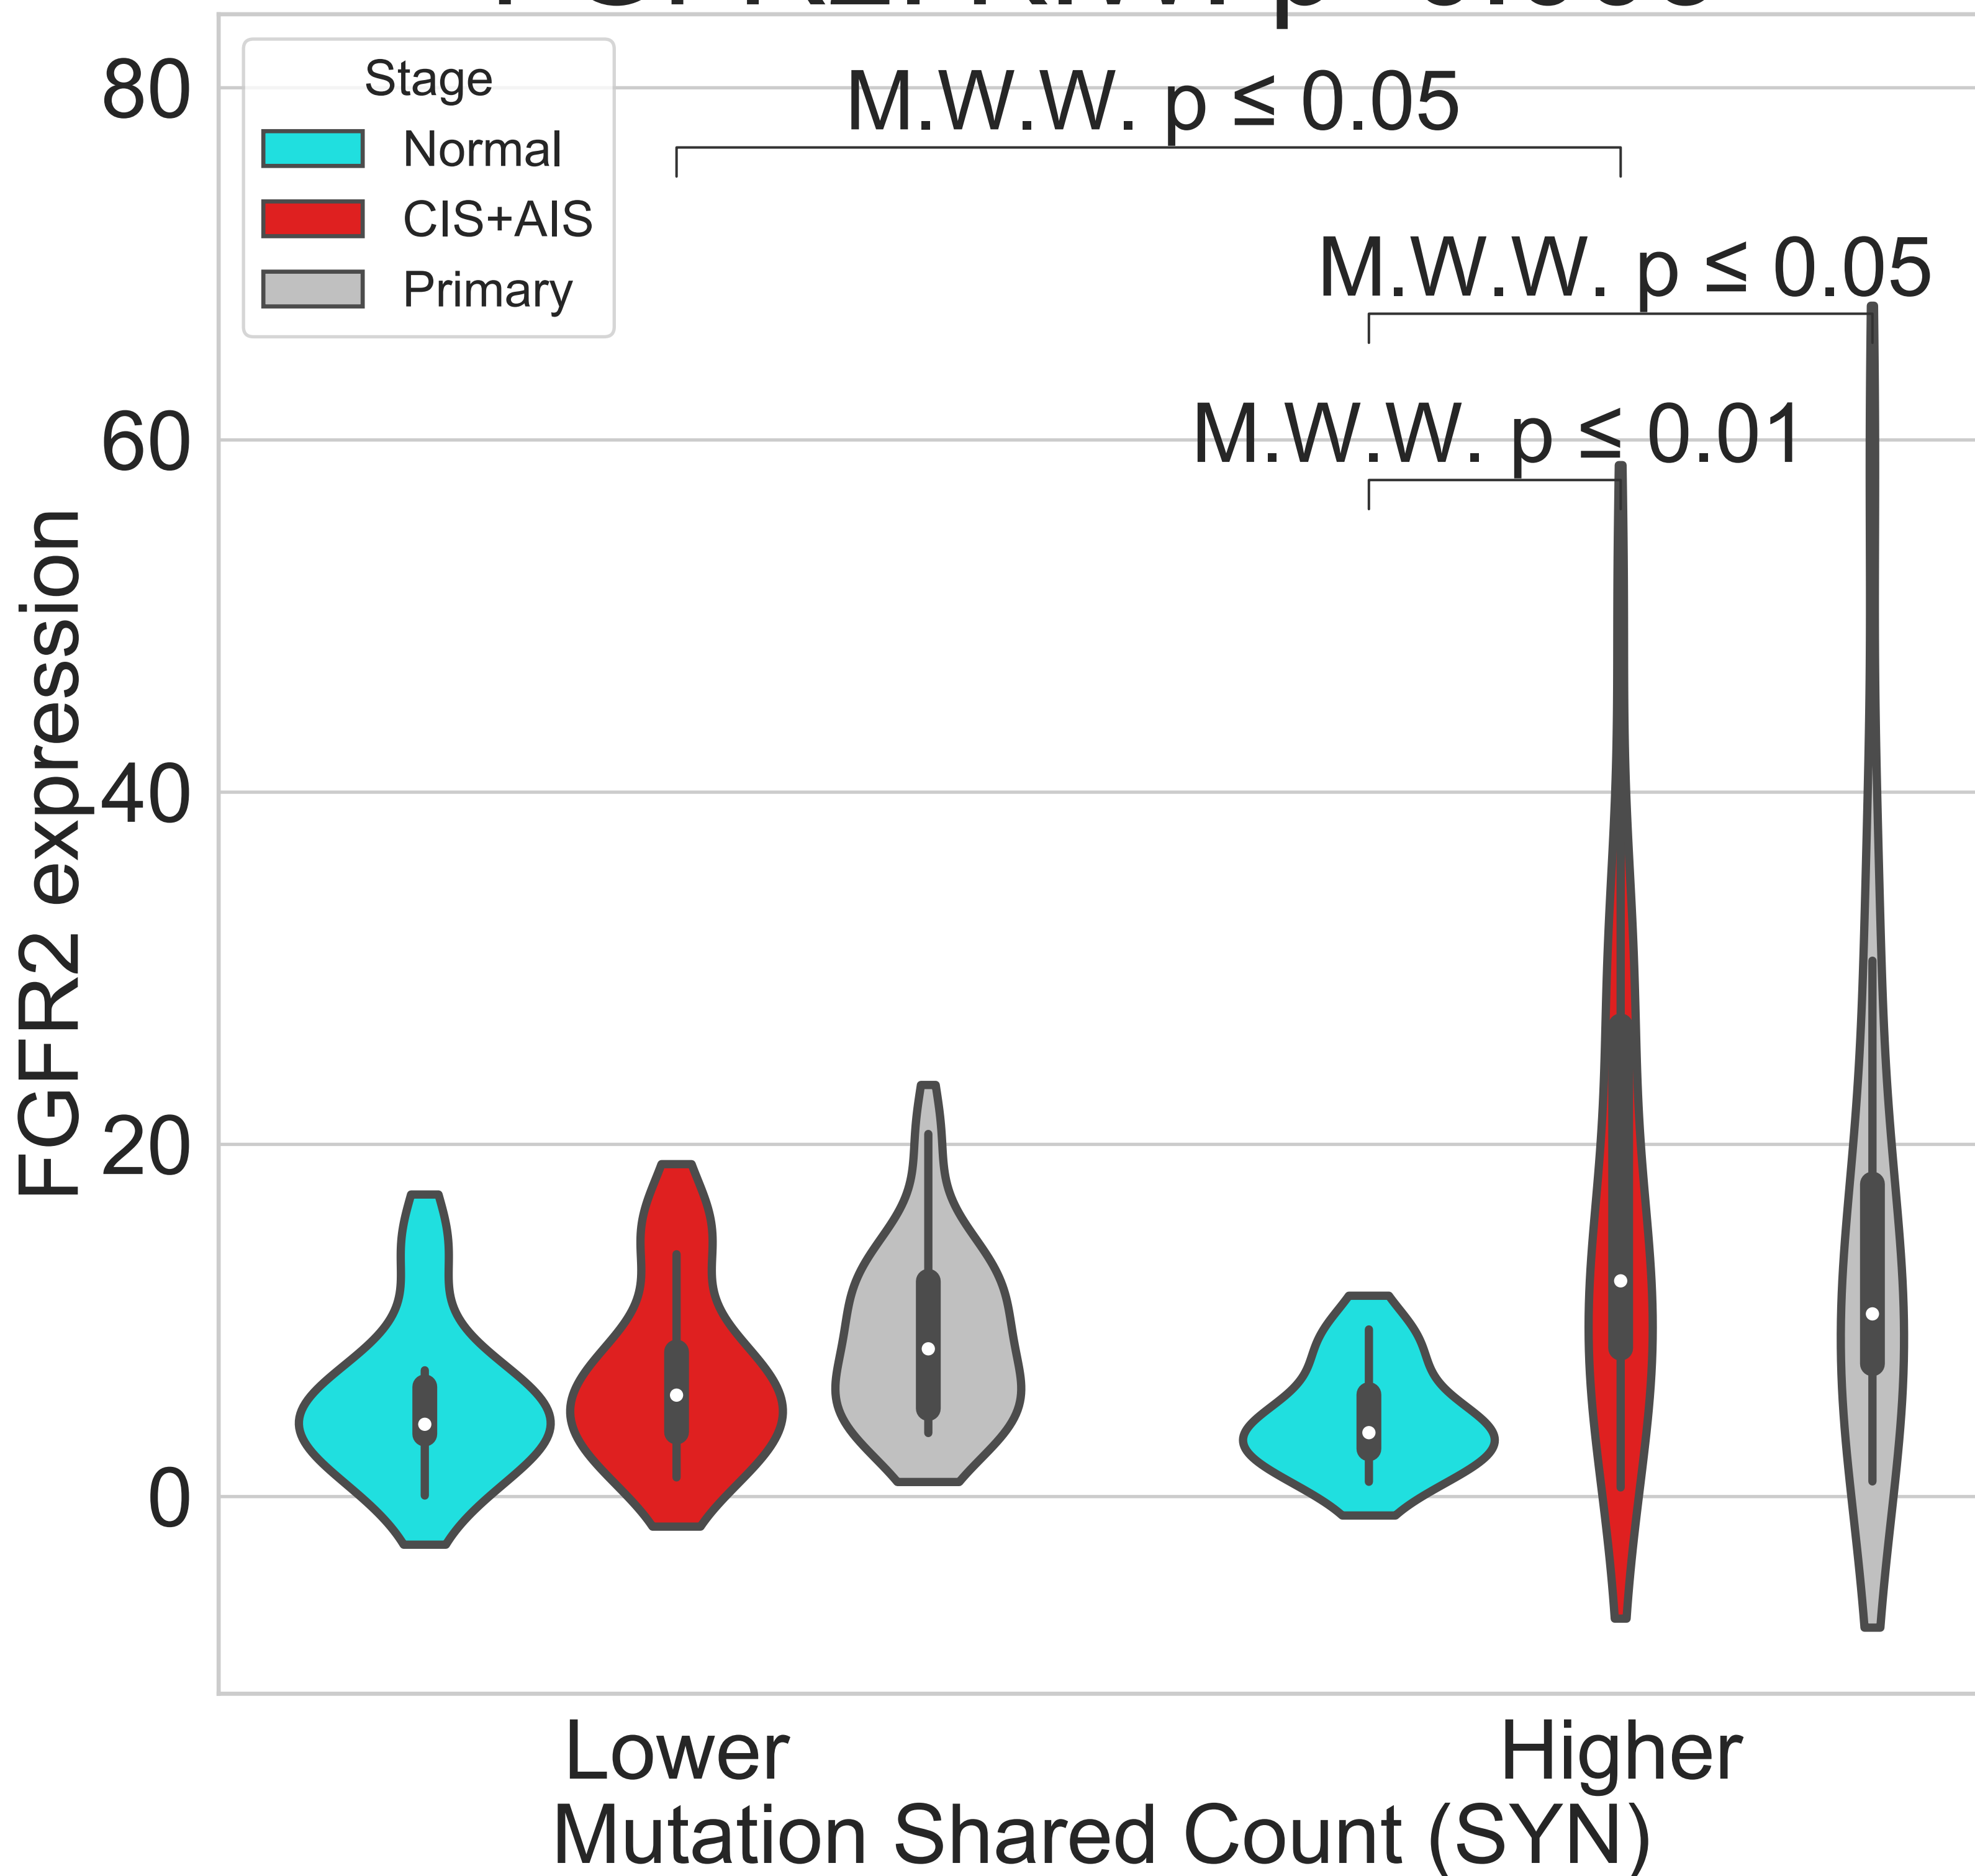 80
60
40
20
0
FGFR2 expression
Stage
Normal
CIS+AIS
Primary
M.W.W. p ≤ 0.05
M.W.W. p ≤ 0.05
M.W.W. p ≤ 0.01
Lower
Higher
Mutation Shared Count (SYN)